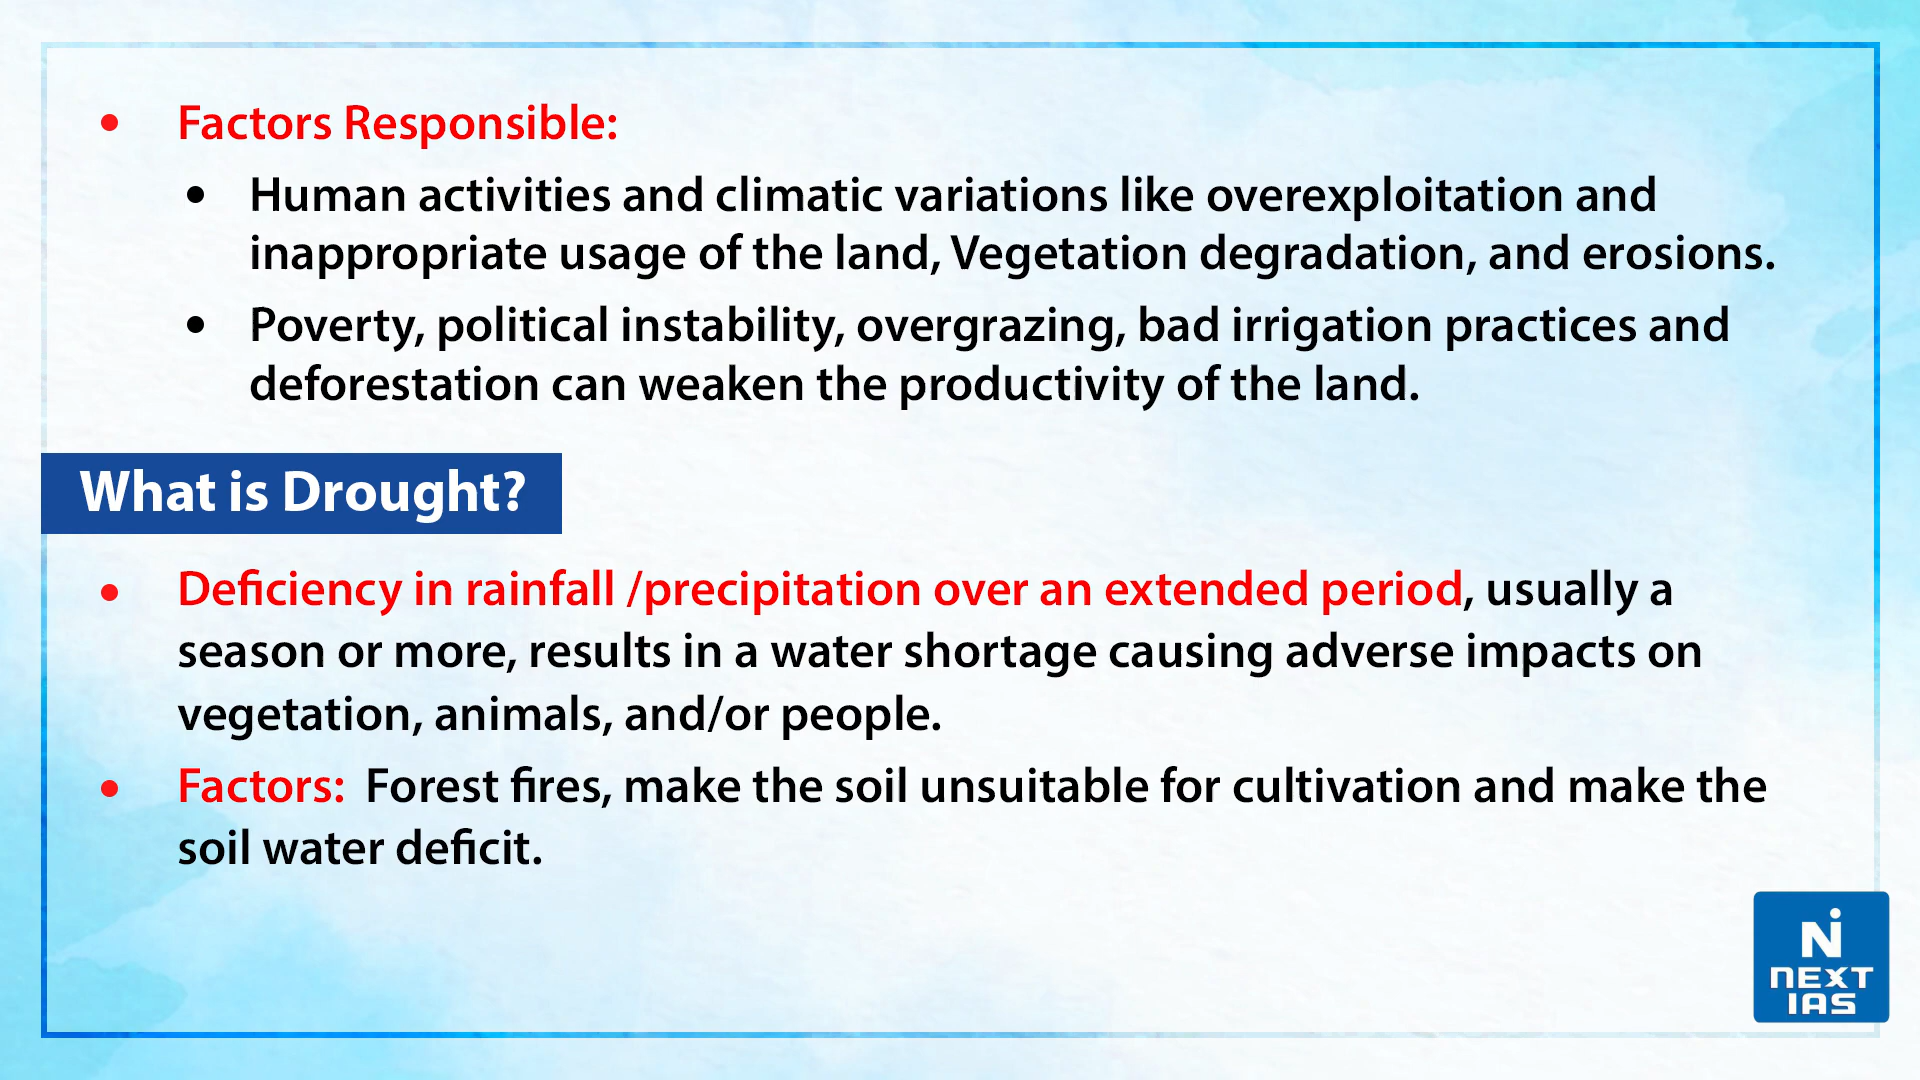 • Factors Responsible:
• Human activities and climatic variations like overexploitation and
inappropriate usage of the land, Vegetation degradation, and erosions.
• Poverty, political instability, overgrazing, bad irrigation practices and
deforestation can weaken the productivity of the land.
What is Drought?
• Deficiency in rainfall /precipitation over an extended period, usually a
season or more, results in a water shortage causing adverse impacts on
vegetation, animals, and/or people.
• Factors: Forest fires, make the soil unsuitable for cultivation and make the
soil water deficit.
N
NEXT
IAS